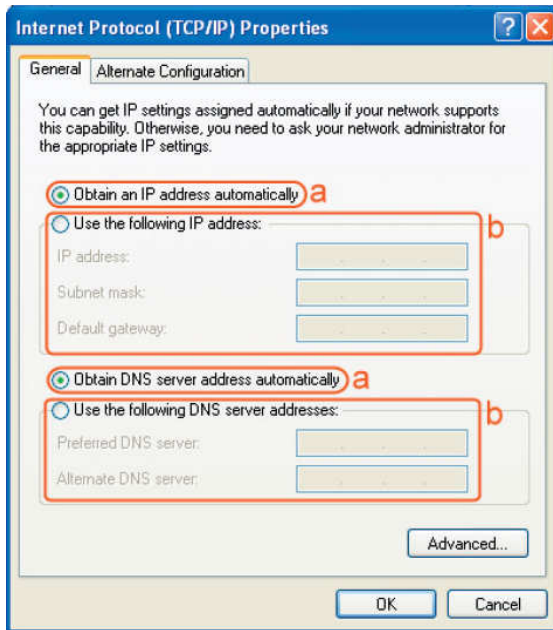 Internet Protocol (TCP/IP) Properties
General
Alternate Configuration
You can get IP settings assigned automatically if your network supports
this capability. Otherwise, you need to ask your network administrator for
the appropriate IP settings.
Obtain an IP address automatically a
Use the following IP address: b
IP address:
Subnet mask:
Default gateway:
Obtain DNS server address automatically a
Use the following DNS server addresses: b
Preferred DNS server:
Alternate DNS server:
Advanced...
OK
Cancel